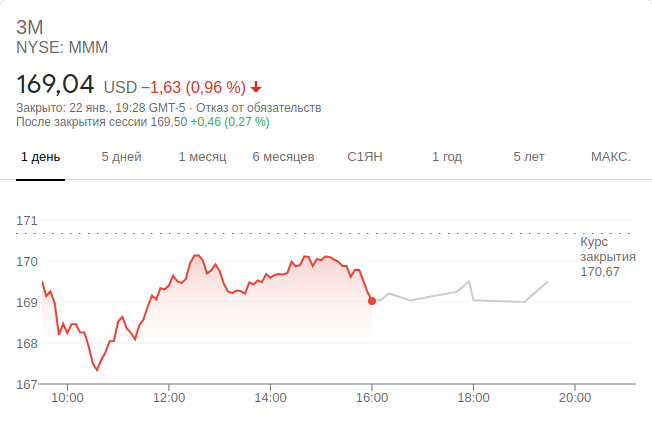 3M
NYSE: MMM
169,04 USD −1,63 (0,96 %)
Закрыто: 22 янв., 19:28 GMT-5 · Отказ от обязательств
После закрытия сессии 169,50 +0,46 (0,27 %)
1 день 5 дней 1 месяц 6 месяцев С1ЯН 1 год 5 лет МАКС.
171
Курс
закрытия
170,67
170
169
168
167
10:00 12:00 14:00 16:00 18:00 20:00